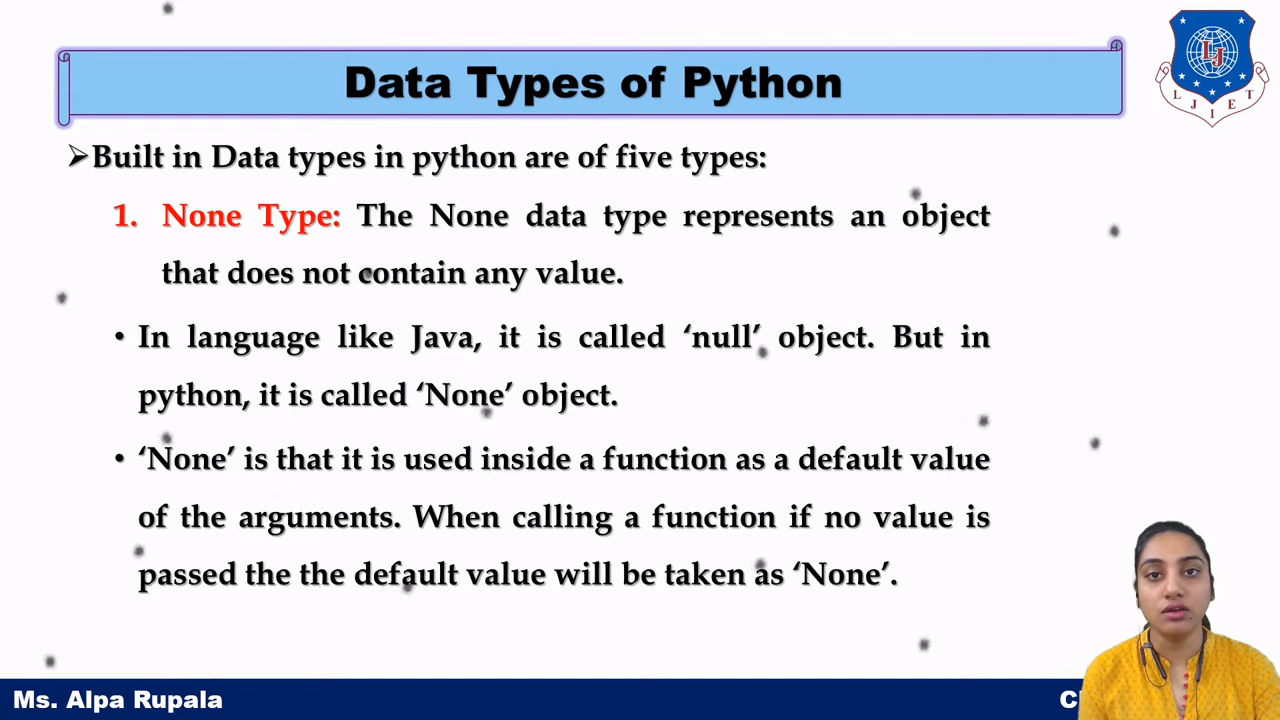 Data Types of Python
L J I E T
LJ
➢Built in Data types in python are of five types:
1. None Type: The None data type represents an object
that does not contain any value.
• In language like Java, it is called ‘null’ object. But in
python, it is called ‘None’ object.
• ‘None’ is that it is used inside a function as a default value
of the arguments. When calling a function if no value is
passed the the default value will be taken as ‘None’.
Ms. Alpa Rupala